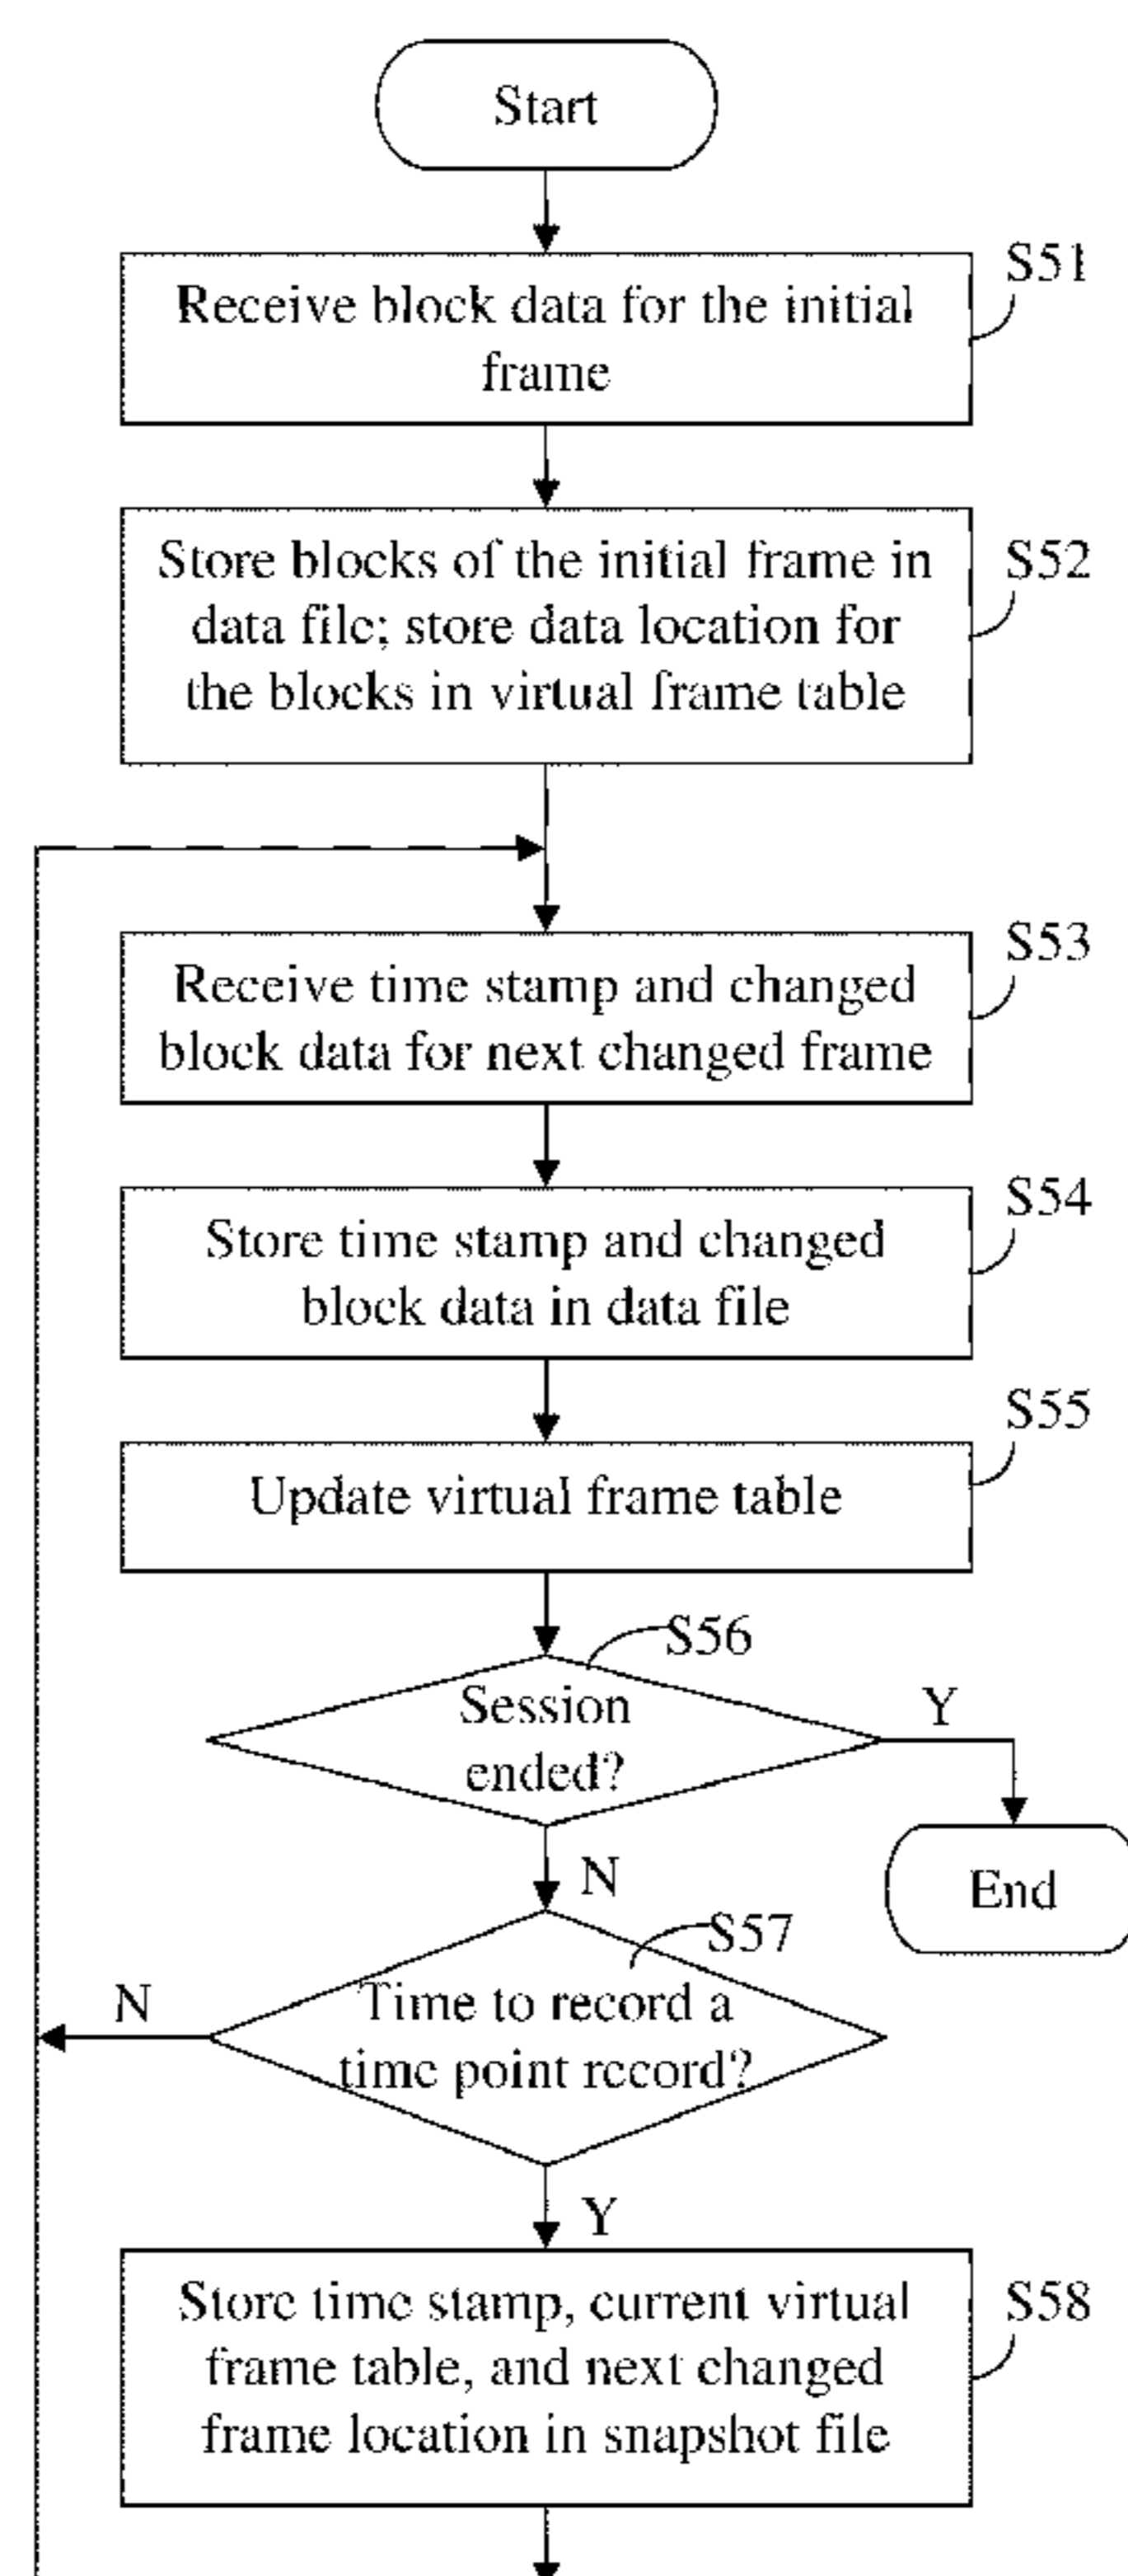 Start
S51
Receive block data for the initial
frame
S52
Store blocks of the initial frame in
data file; store data location for
the blocks in virtual frame table
S53
Receive time stamp and changed
block data for next changed frame
S54
Store time stamp and changed
block data in data file
S55
Update virtual frame table
S56
Session
ended?
Y
End
N
S57
Time to record a
time point record?
N
Y
S58
Store time stamp, current virtual
frame table, and next changed
frame location in snapshot file